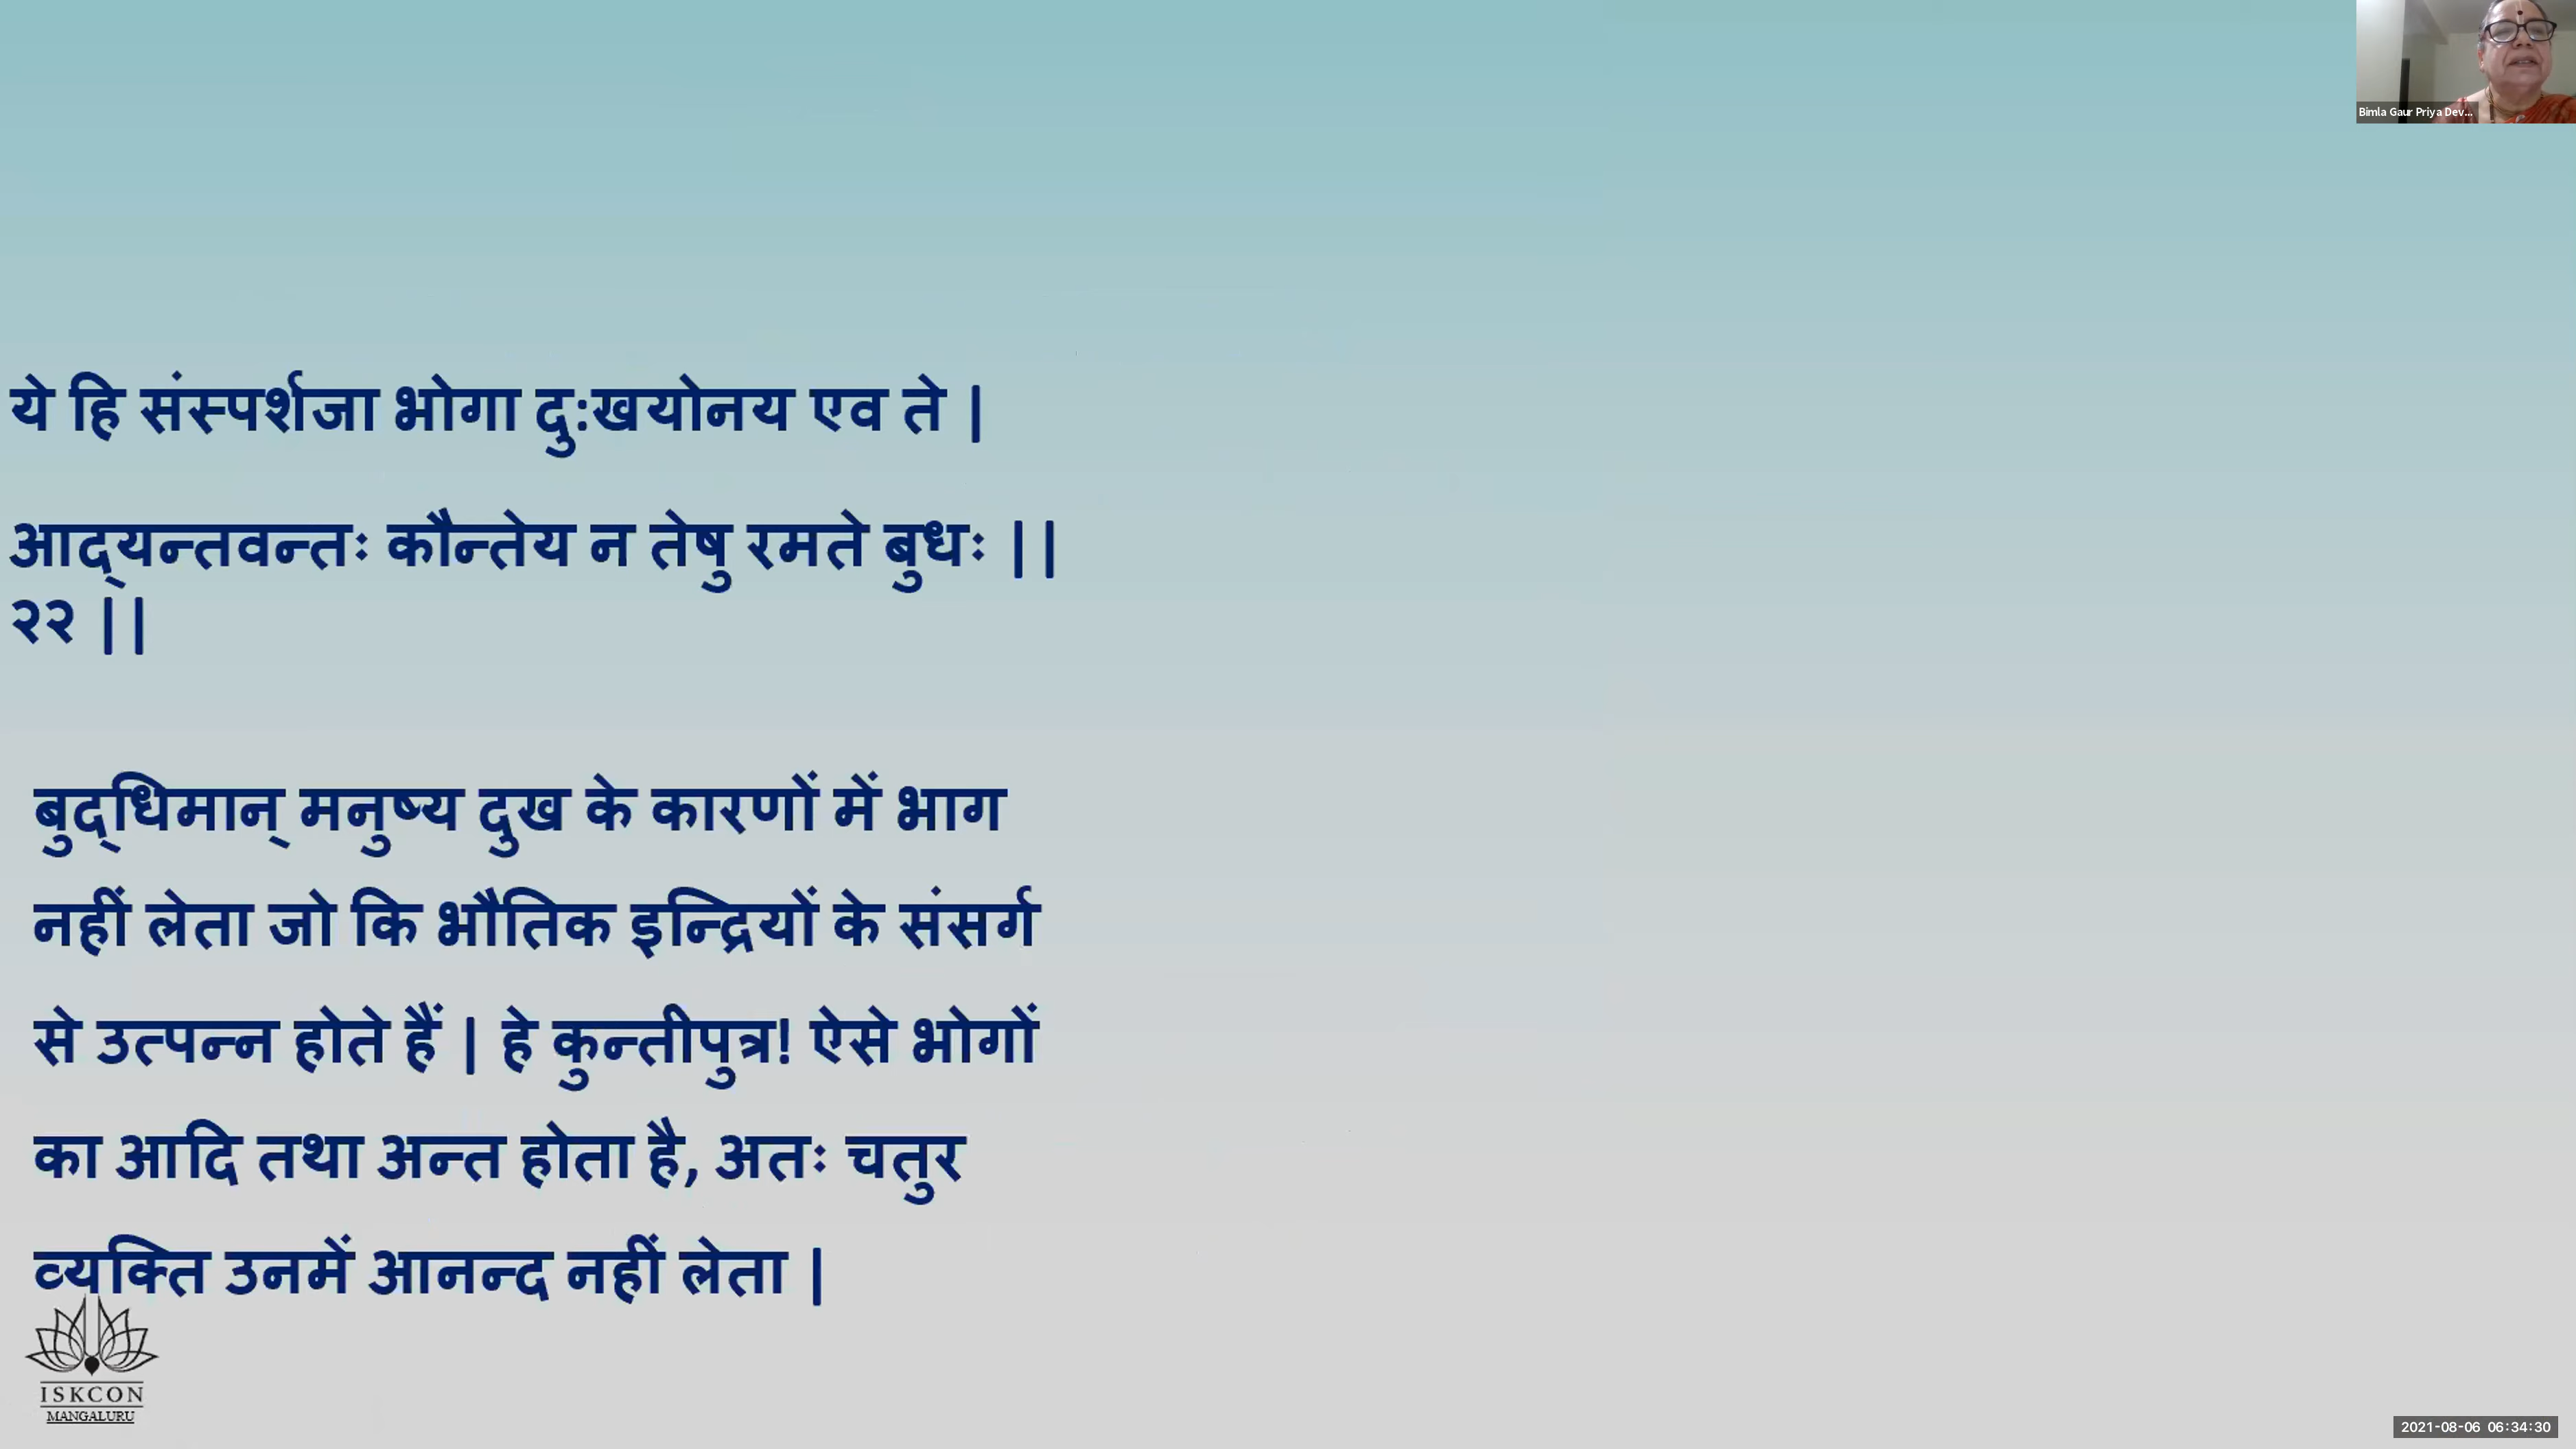 Bimla Gaur Priya Dev...
ये हि संस्पर्शजा भोगा दु:खयोनय एव ते |
आद्यन्तवन्तः कौन्तेय न तेषु रमते बुधः ||
२२ ||
बुद्धिमान् मनुष्य दुख के कारणों में भाग
नहीं लेता जो कि भौतिक इन्द्रियों के संसर्ग
से उत्पन्न होते हैं | हे कुन्तीपुत्र! ऐसे भोगों
का आदि तथा अन्त होता है, अतः चतुर
व्यक्ति उनमें आनन्द नहीं लेता |
ISKCON
MANGALURU
2021-08-06 06:34:30